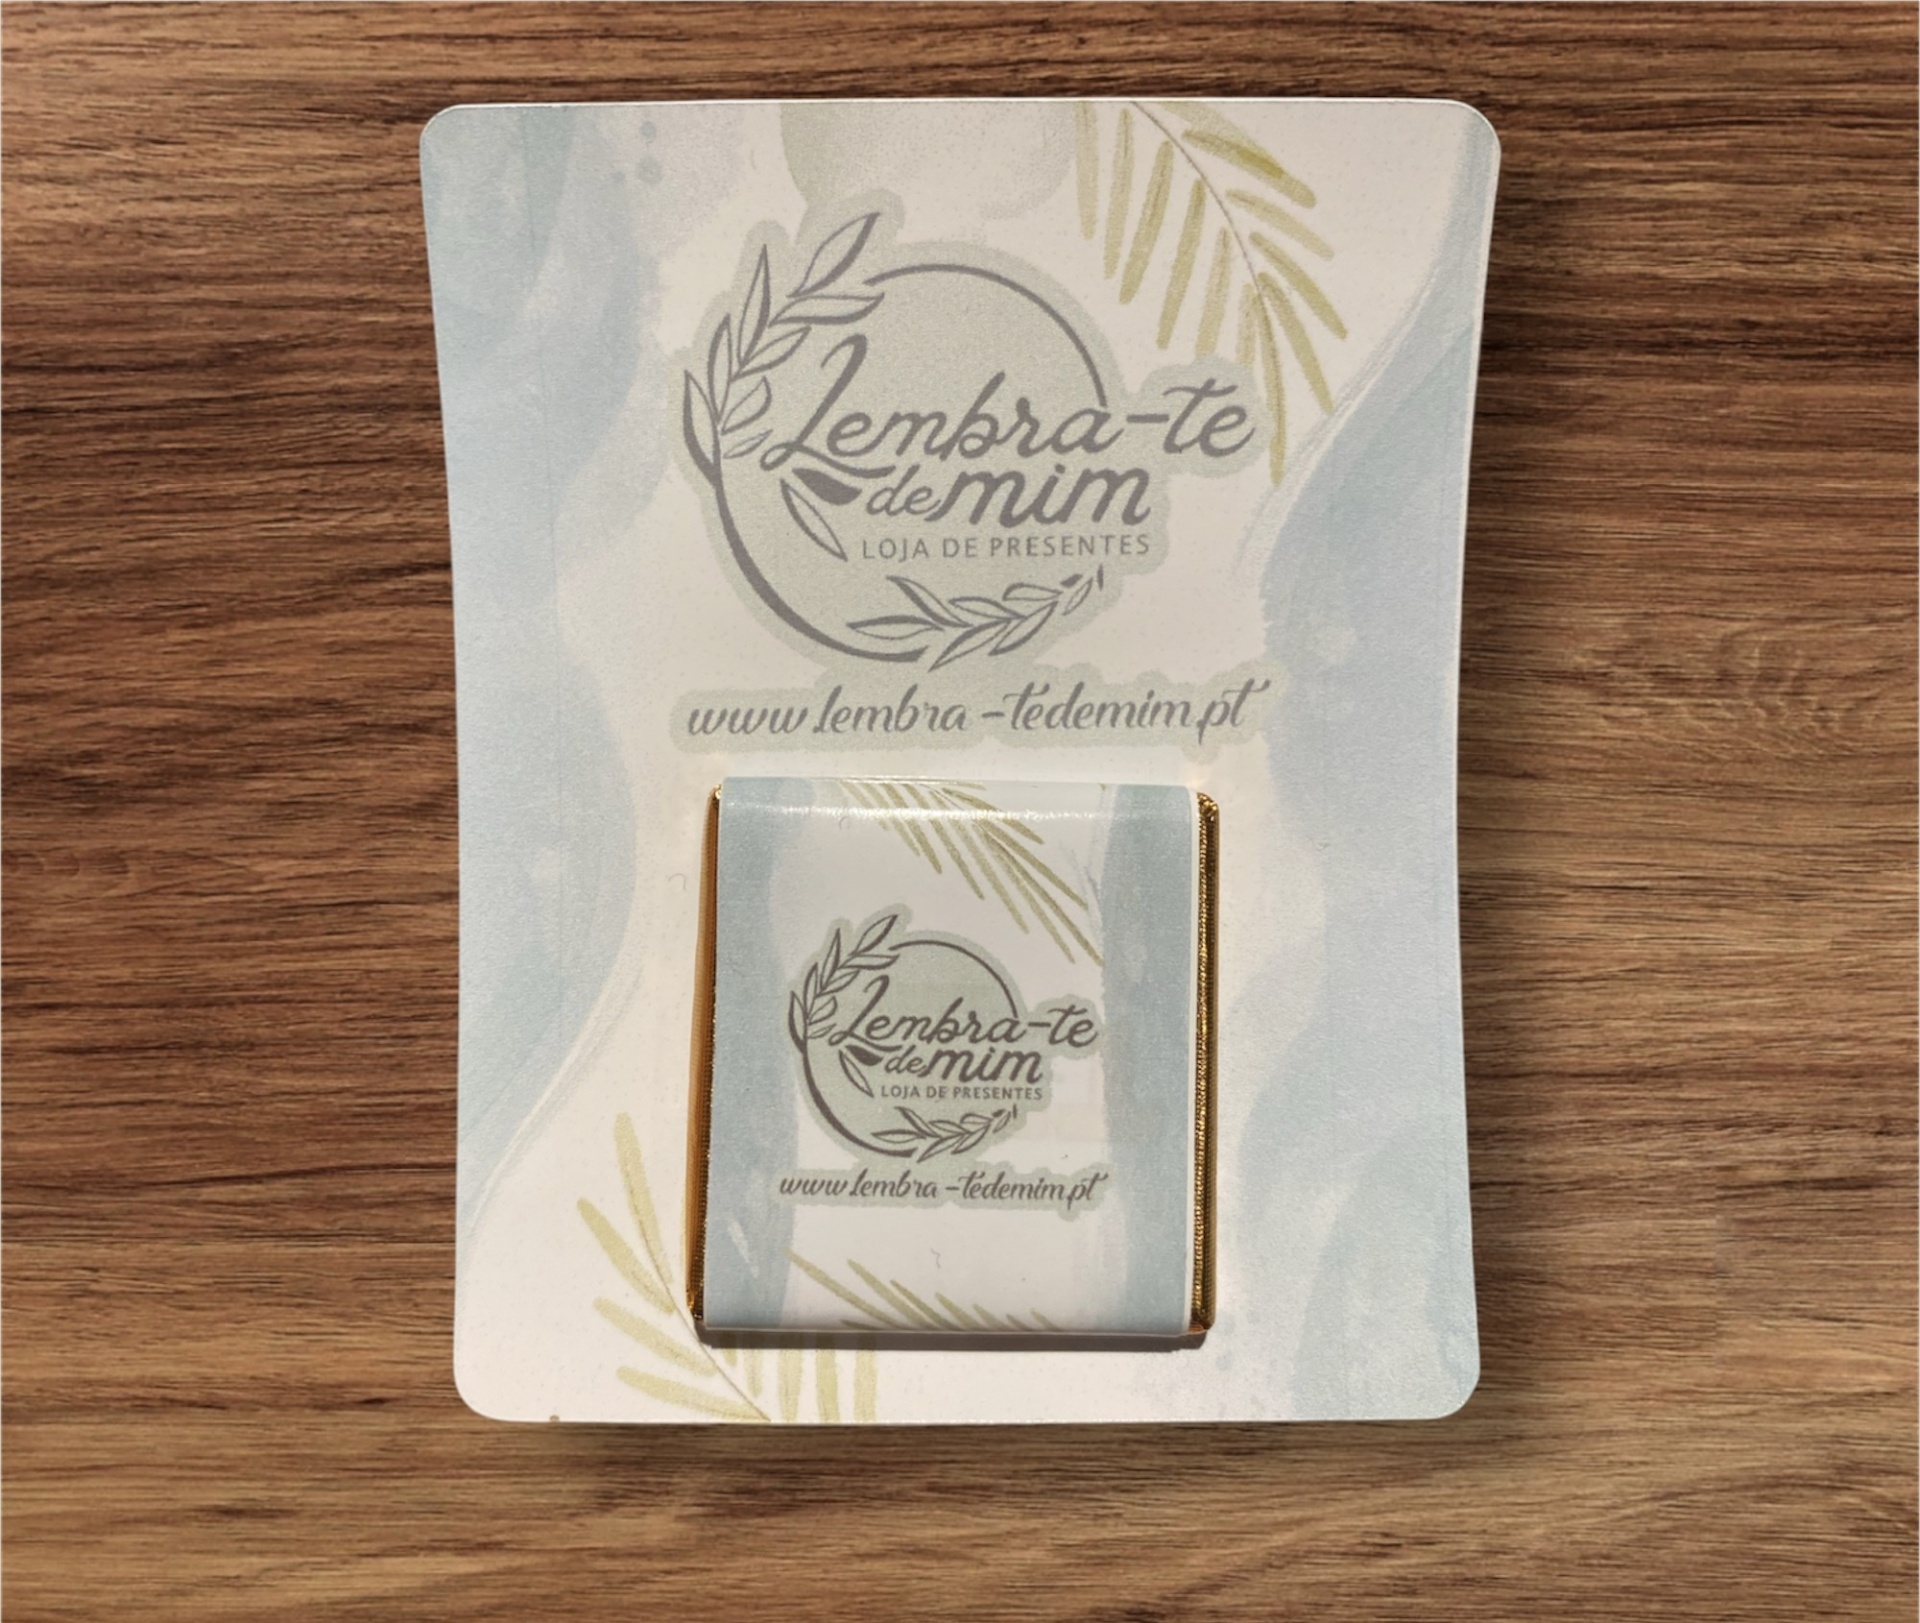 Lembra-te
de mim
LOJA DE PRESENTES
www.lembra-tedemim.pt
Lembra-te
de mim
LOJA DE PRESENTES
www.lembra-tedemim.pt